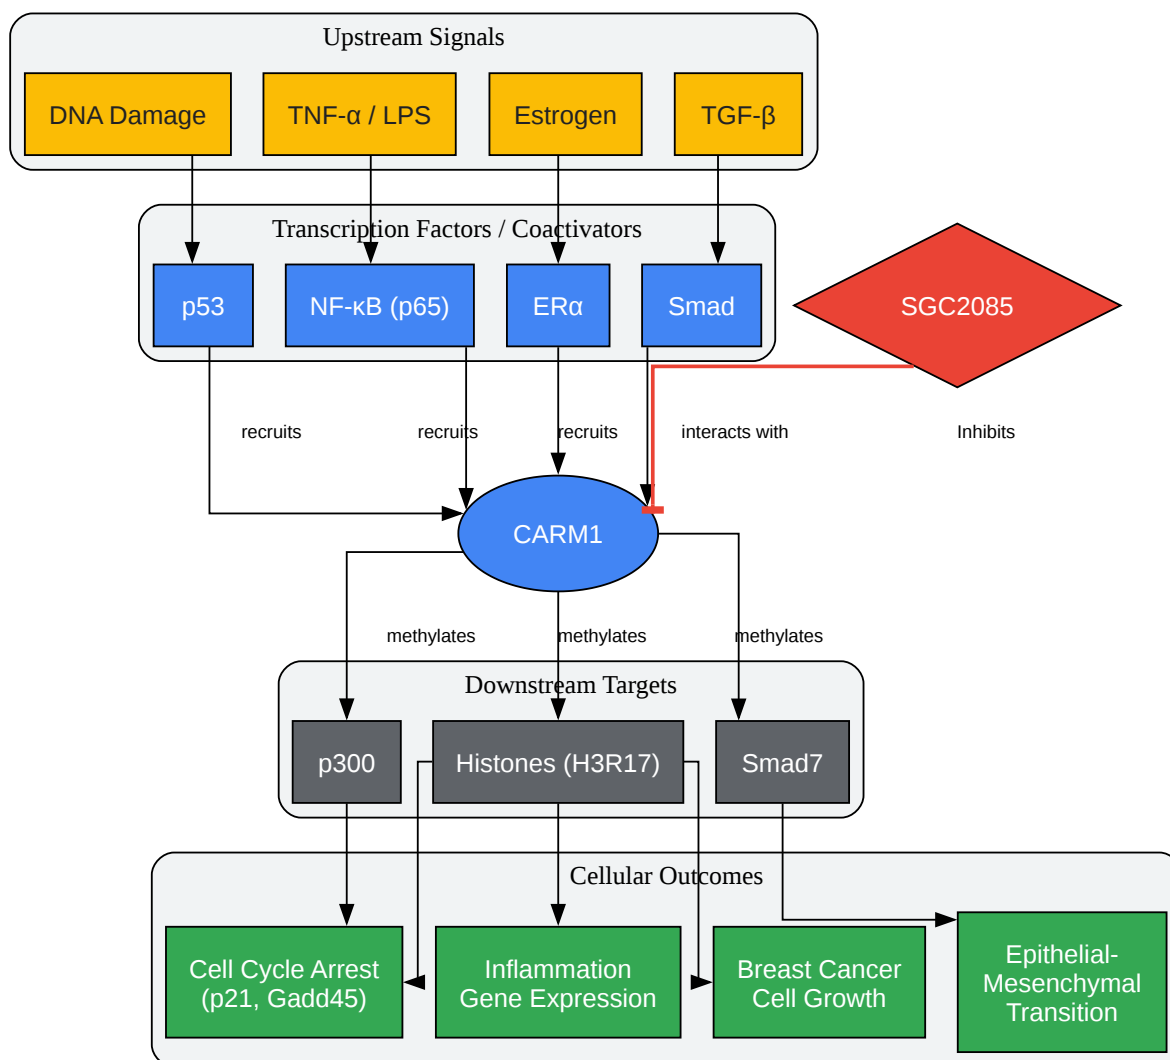 Upstream Signals
DNA Damage
TNF-α / LPS
Estrogen
TGF-β
Transcription Factors / Coactivators
p53
NF-κB (p65)
ERα
Smad
SGC2085
recruits
recruits
recruits
interacts with
Inhibits
CARM1
methylates
methylates
methylates
Downstream Targets
p300
Histones (H3R17)
Smad7
Cellular Outcomes
Cell Cycle Arrest
(p21, Gadd45)
Inflammation
Gene Expression
Breast Cancer
Cell Growth
Epithelial-
Mesenchymal
Transition